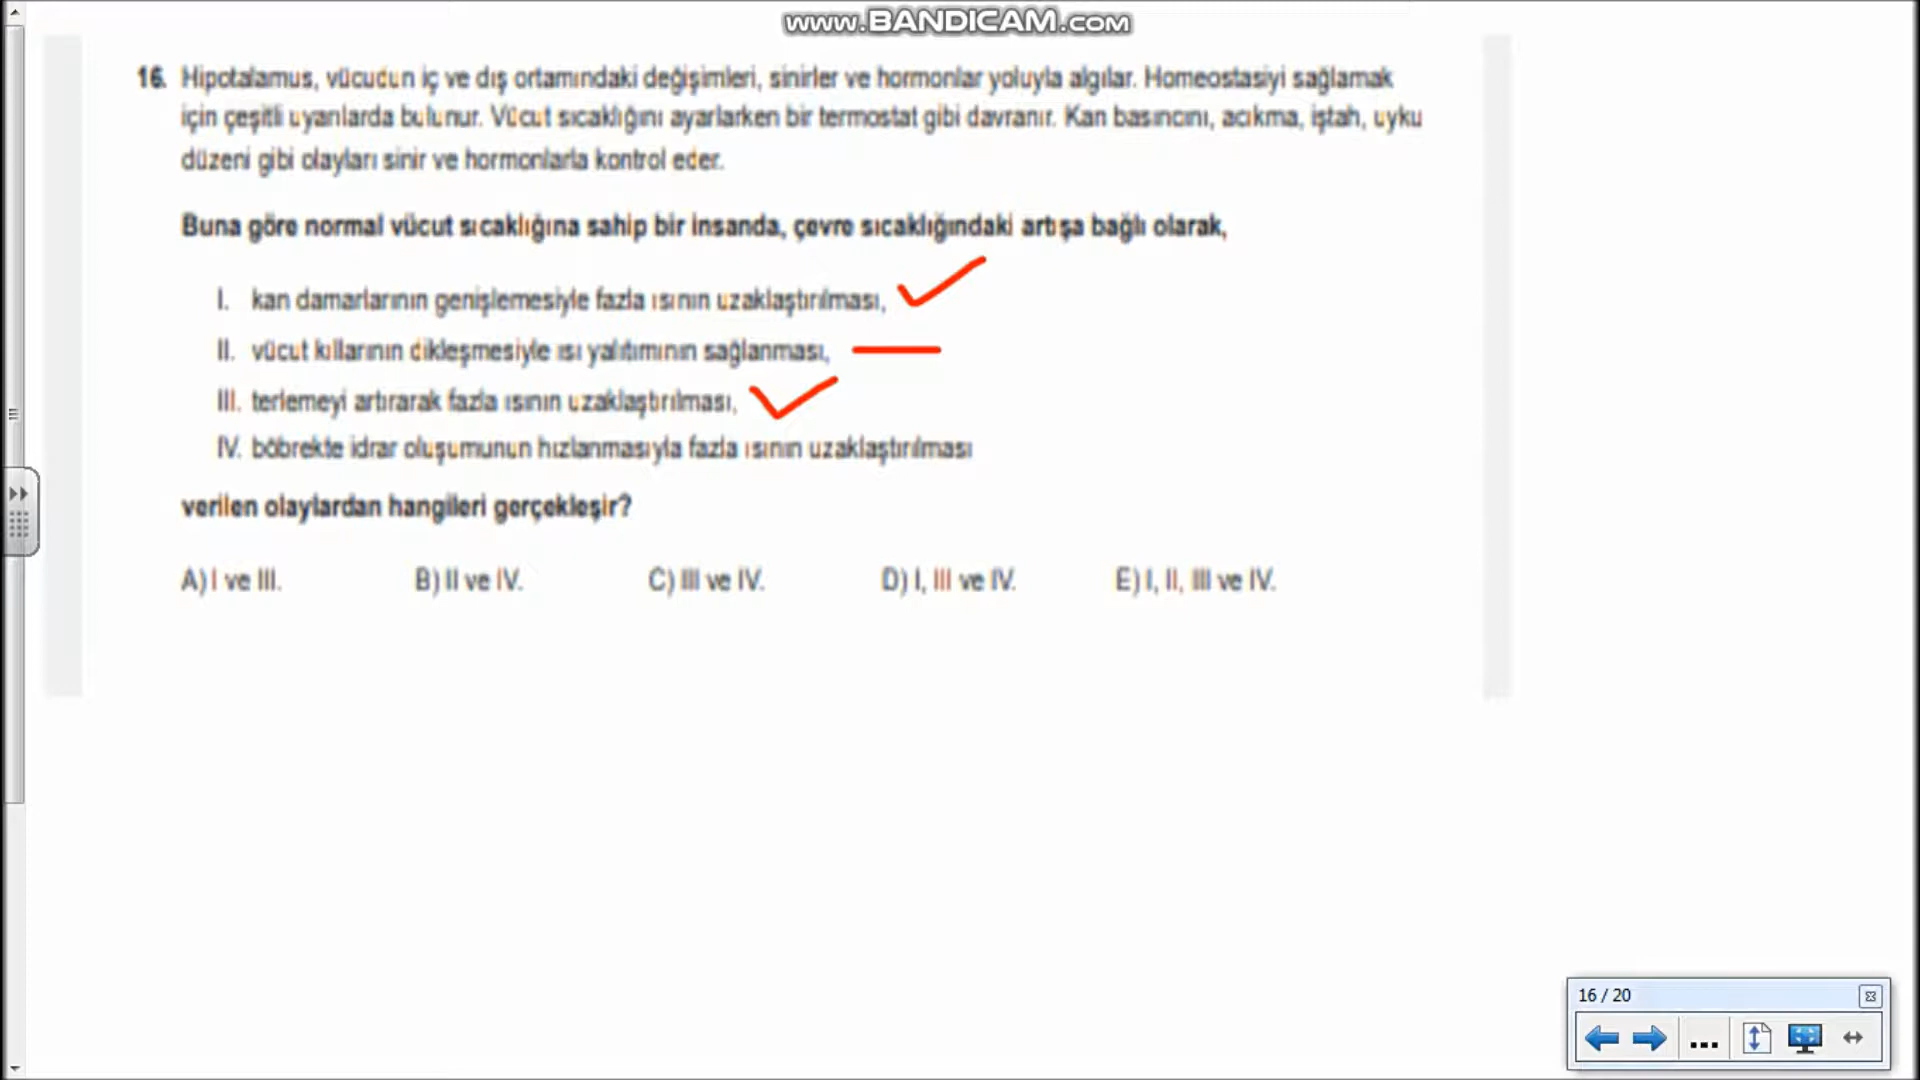 www.BANDICAM.com
16. Hipotalamus, vücudun iç ve dış ortamındaki değişimleri, sinirler ve hormonlar yoluyla algılar. Homeostasiyi sağlamak
için çeşitli uyarılarda bulunur. Vücut sıcaklığını ayarlarken bir termostat gibi davranır. Kan basıncını, acıkma, iştah, uyku
düzeni gibi olayları sinir ve hormonlarla kontrol eder.
Buna göre normal vücut sıcaklığına sahip bir insanda, çevre sıcaklığındaki artışa bağlı olarak,
I. kan damarlarının genişlemesiyle fazla ısının uzaklaştırılması,
II. vücut kıllarının dikleşmesiyle ısı yalıtımının sağlanması,
III. terlemeyi artırarak fazla ısının uzaklaştırılması,
IV. böbrekte idrar oluşumunun hızlanmasıyla fazla ısının uzaklaştırılması
verilen olaylardan hangileri gerçekleşir?
A) I ve III. B) II ve IV. C) III ve IV. D) I, III ve IV. E) I, II, III ve IV.
16 / 20